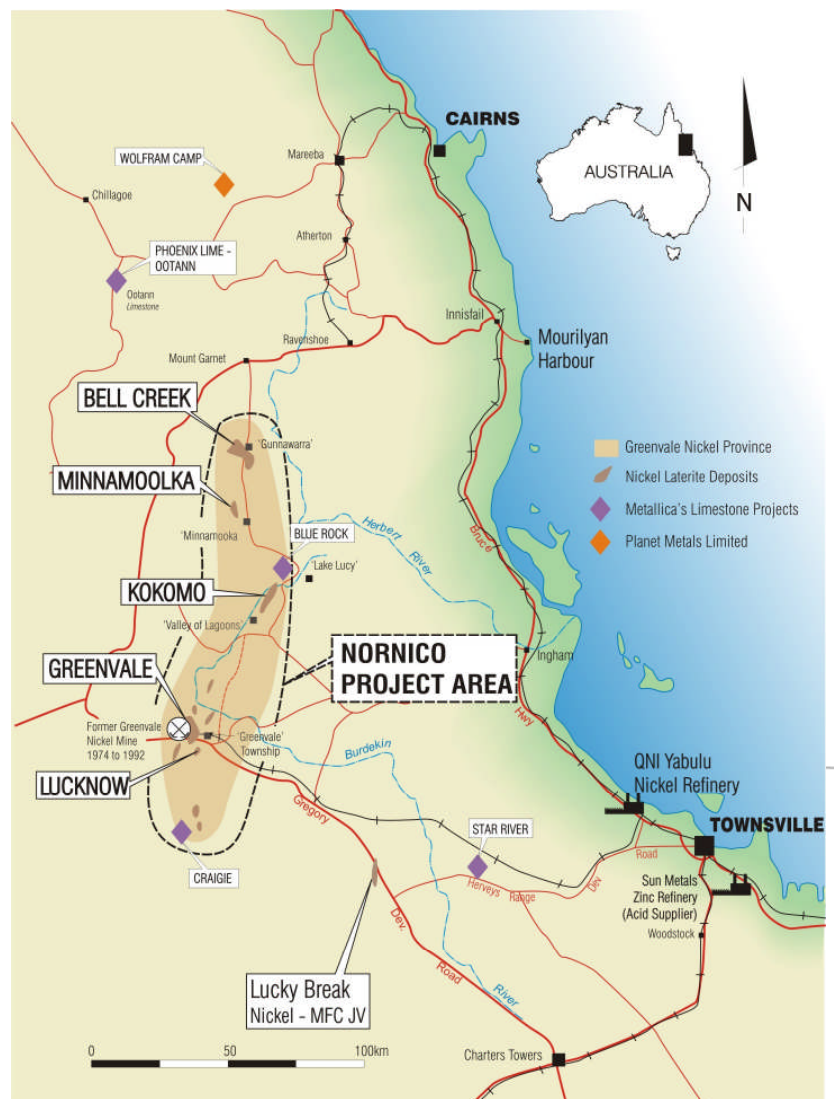 CAIRNS
WOLFRAM CAMP
Mareeba
AUSTRALIA
Chillagoe
N
Atherton
PHOENIX LIME -
OOTANN
Ootann
Limestone
Innisfail
Ravenshoe
Mourilyan
Harbour
Mount Garnet
BELL CREEK
'Gunnawarra'
Greenvale Nickel Province
Nickel Laterite Deposits
Metallica's Limestone Projects
Planet Metals Limited
MINNAMOOLKA
'Minnamooka'
Herbert
River
Bruce
BLUE ROCK
'Lake Lucy'
KOKOMO
'Valley of Lagoons'
NORNICO
PROJECT AREA
Ingham
GREENVALE
Hwy
Former Greenvale
Nickel Mine
1974 to 1992
'Greenvale'
Township
Burdekin
QNI Yabulu
Nickel Refinery
LUCKNOW
Gregory
TOWNSVILLE
STAR RIVER
Road
CRAIGIE
Herveys
Range
Dev
Sun Metals
Zinc Refinery
(Acid Supplier)
Woodstock
Dev.
Road
River
Lucky Break
Nickel - MFC JV
Charters Towers
0
50
100km